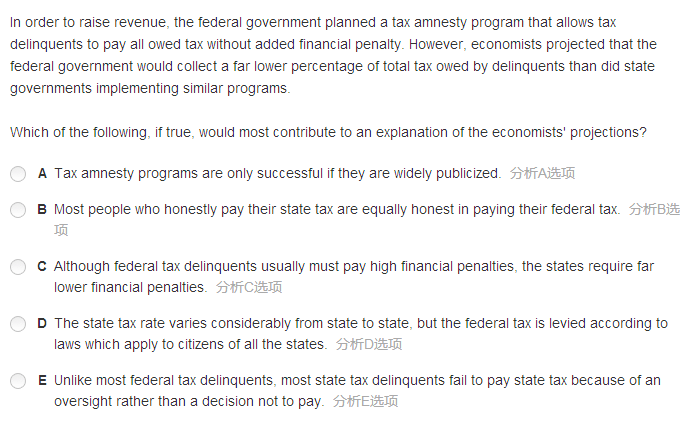 In order to raise revenue, the federal government planned a tax amnesty program that allows tax
delinquents to pay all owed tax without added financial penalty. However, economists projected that the
federal government would collect a far lower percentage of total tax owed by delinquents than did state
governments implementing similar programs.
Which of the following, if true, would most contribute to an explanation of the economists' projections?
A Tax amnesty programs are only successful if they are widely publicized. 分析A选项
B Most people who honestly pay their state tax are equally honest in paying their federal tax. 分析B选
项
C Although federal tax delinquents usually must pay high financial penalties, the states require far
lower financial penalties. 分析C选项
D The state tax rate varies considerably from state to state, but the federal tax is levied according to
laws which apply to citizens of all the states. 分析D选项
E Unlike most federal tax delinquents, most state tax delinquents fail to pay state tax because of an
oversight rather than a decision not to pay. 分析E选项